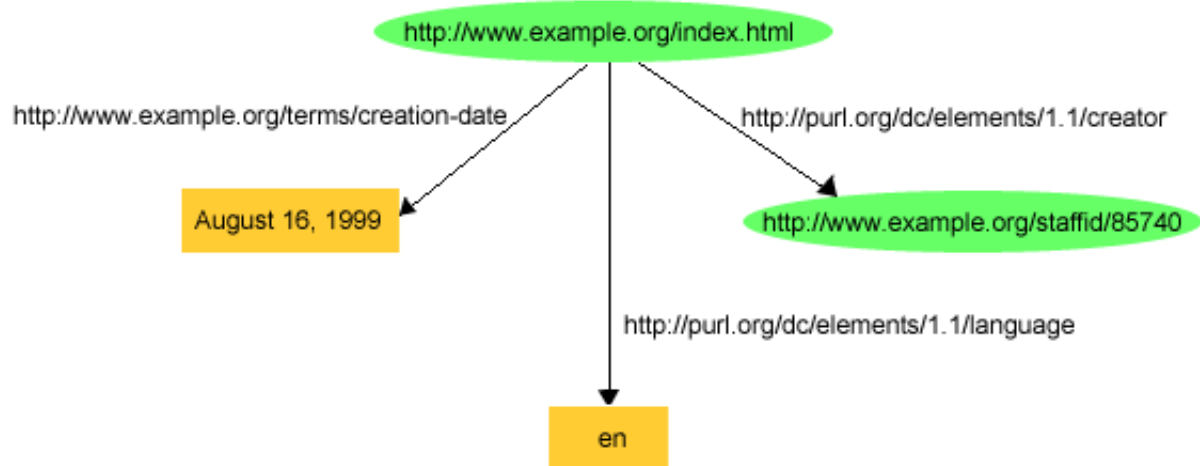 http://www.example.org/index.html
http://www.example.org/terms/creation-date
http://purl.org/dc/elements/1.1/creator
August 16, 1999
http://www.example.org/staffid/85740
http://purl.org/dc/elements/1.1/language
en